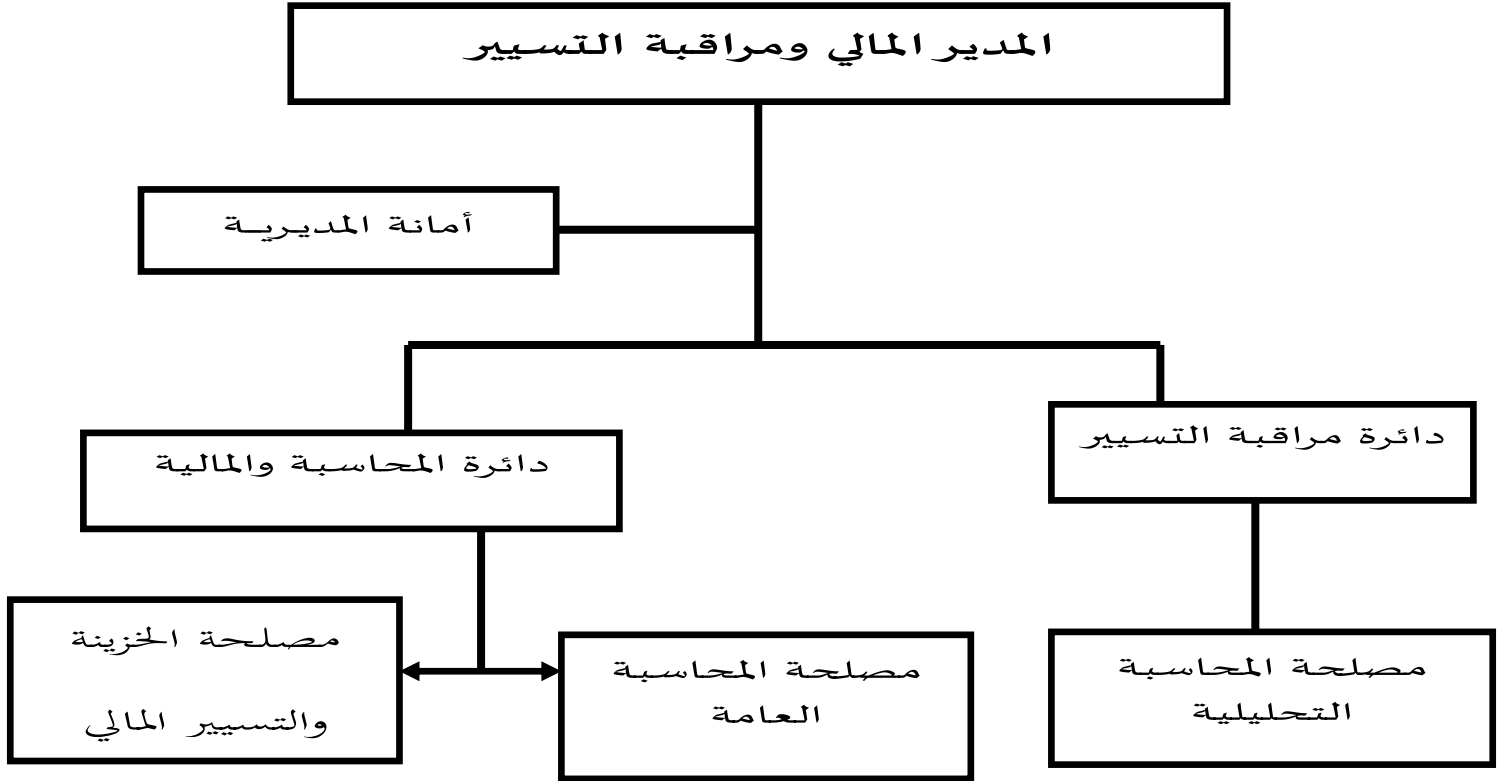 المدير المالي ومراقبة التسيير
أمانة المديرية
دائرة مراقبة التسيير
دائرة المحاسبة والمالية
مصلحة المحاسبة
التحليلية
مصلحة المحاسبة
العامة
مصلحة الخزينة
والتسيير المالي